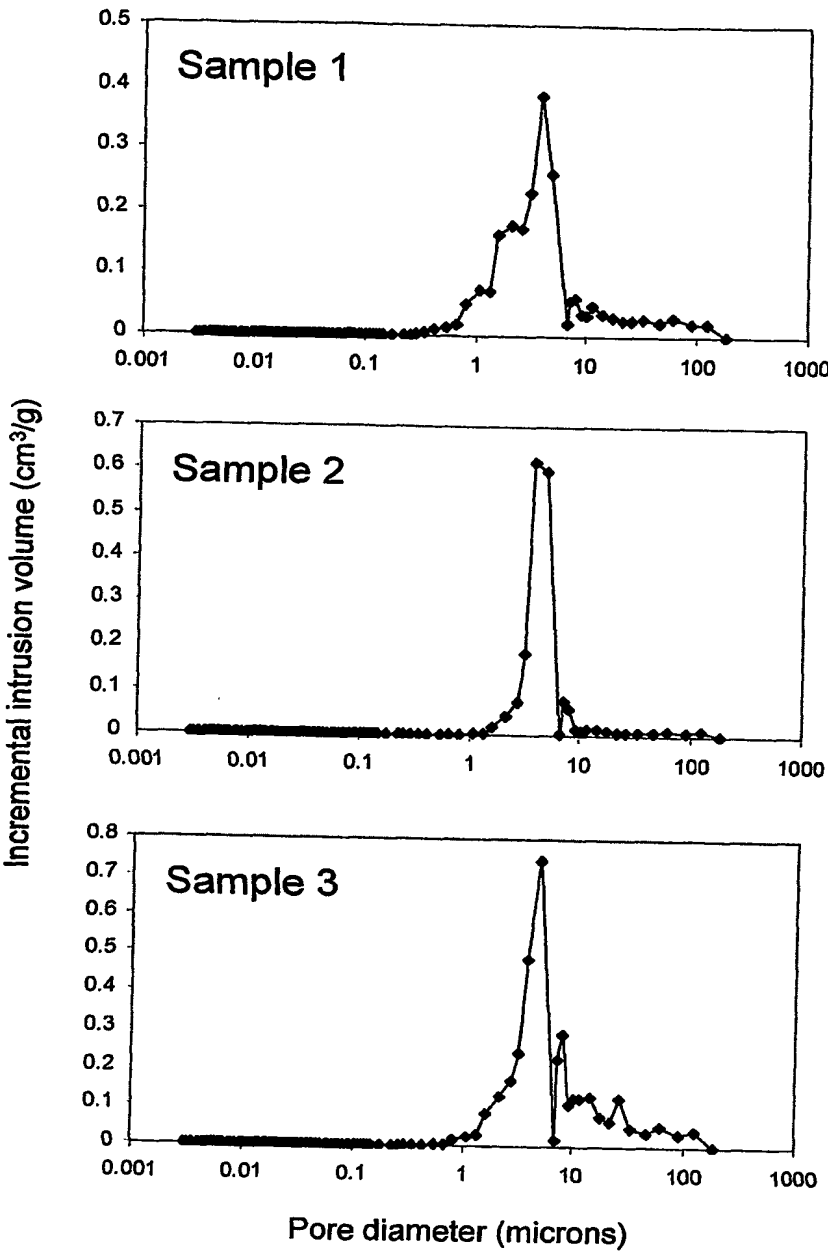 Incremental intrusion volume (cm³/g)
0.5
0.4
0.3
0.2
0.1
0
Sample 1
0.001 0.01 0.1 1 10 100 1000
0.7
0.6
0.5
0.4
0.3
0.2
0.1
0
Sample 2
0.001 0.01 0.1 1 10 100 1000
0.8
0.7
0.6
0.5
0.4
0.3
0.2
0.1
0
Sample 3
0.001 0.01 0.1 1 10 100 1000
Pore diameter (microns)